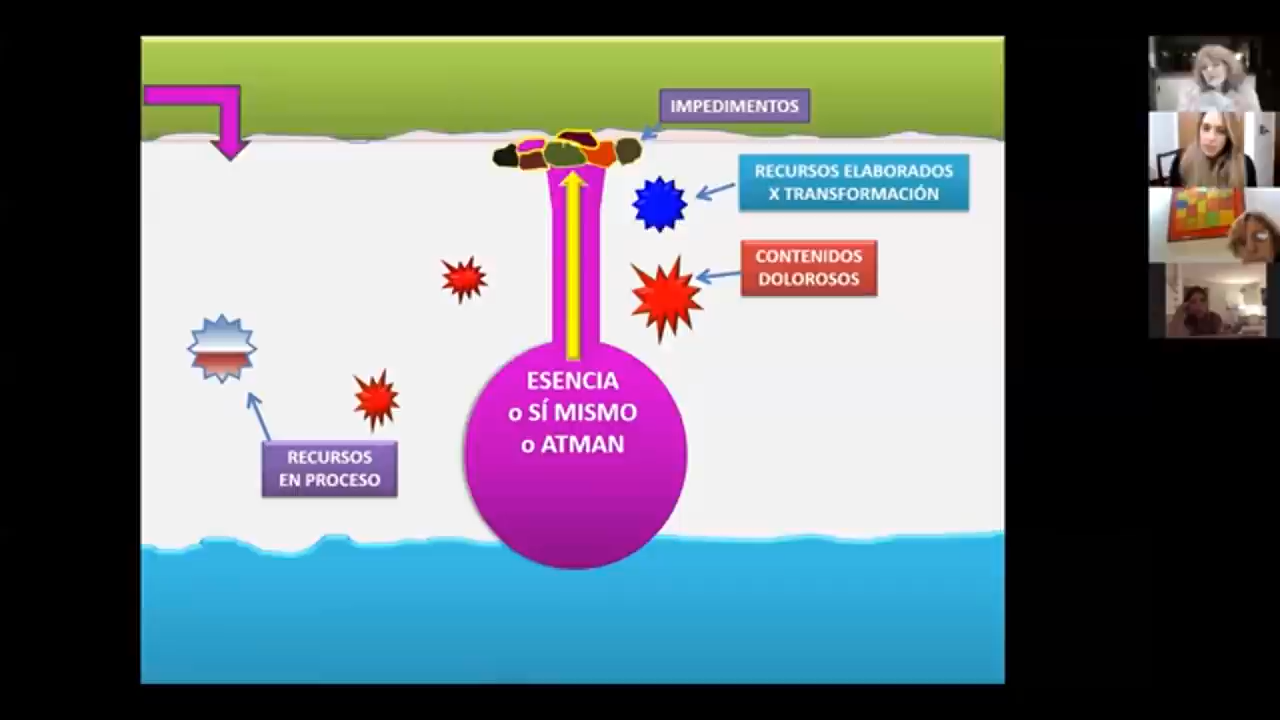 IMPEDIMENTOS
RECURSOS ELABORADOS
X TRANSFORMACIÓN
CONTENIDOS
DOLOROSOS
ESENCIA
o SÍ MISMO
o ATMAN
RECURSOS
EN PROCESO